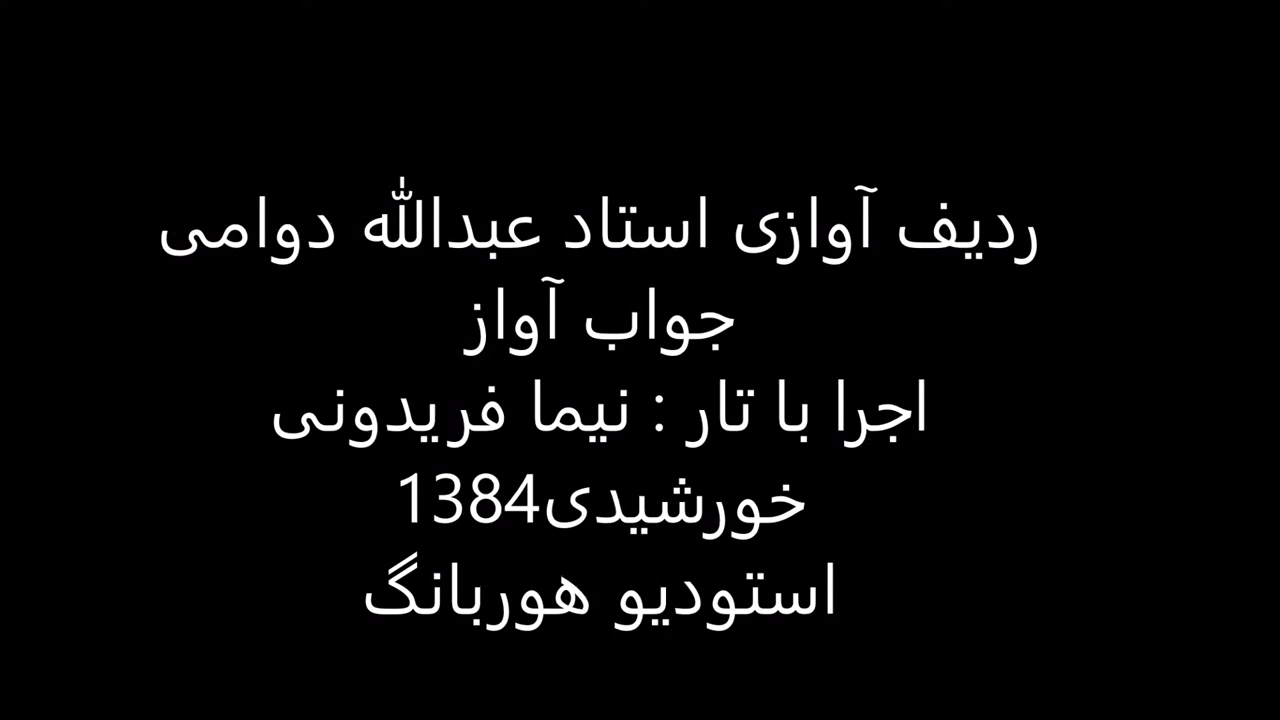 ردیف آوازی استاد عبدالله دوامی
جواب آواز
اجرا با تار : نیما فریدونی
خورشیدی1384
استودیو هوربانگ